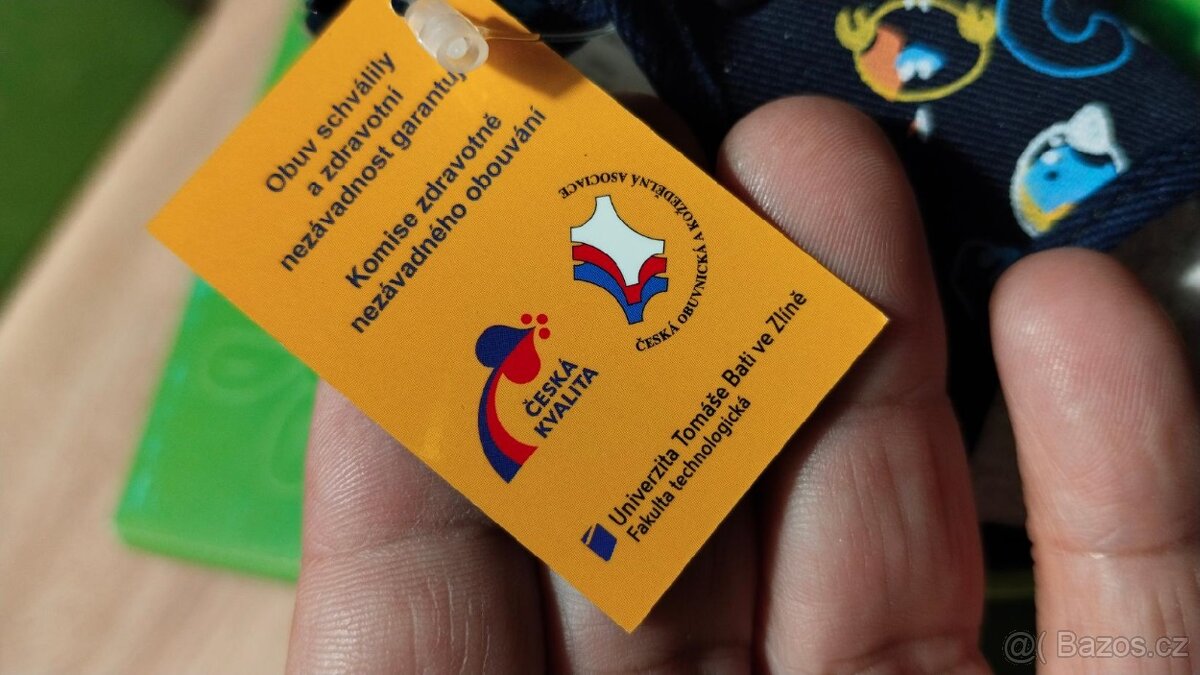 Obuv schválily
a zdravotní
nezávadnost garantují
Komise zdravotně
nezávadného obouvání
ČESKÁ OBUVNICKÁ A KOŽEDĚLNÁ ASOCIACE
ČESKÁ
KVALITA
Univerzita Tomáše Bati ve Zlíně
Fakulta technologická
@( Bazos.cz